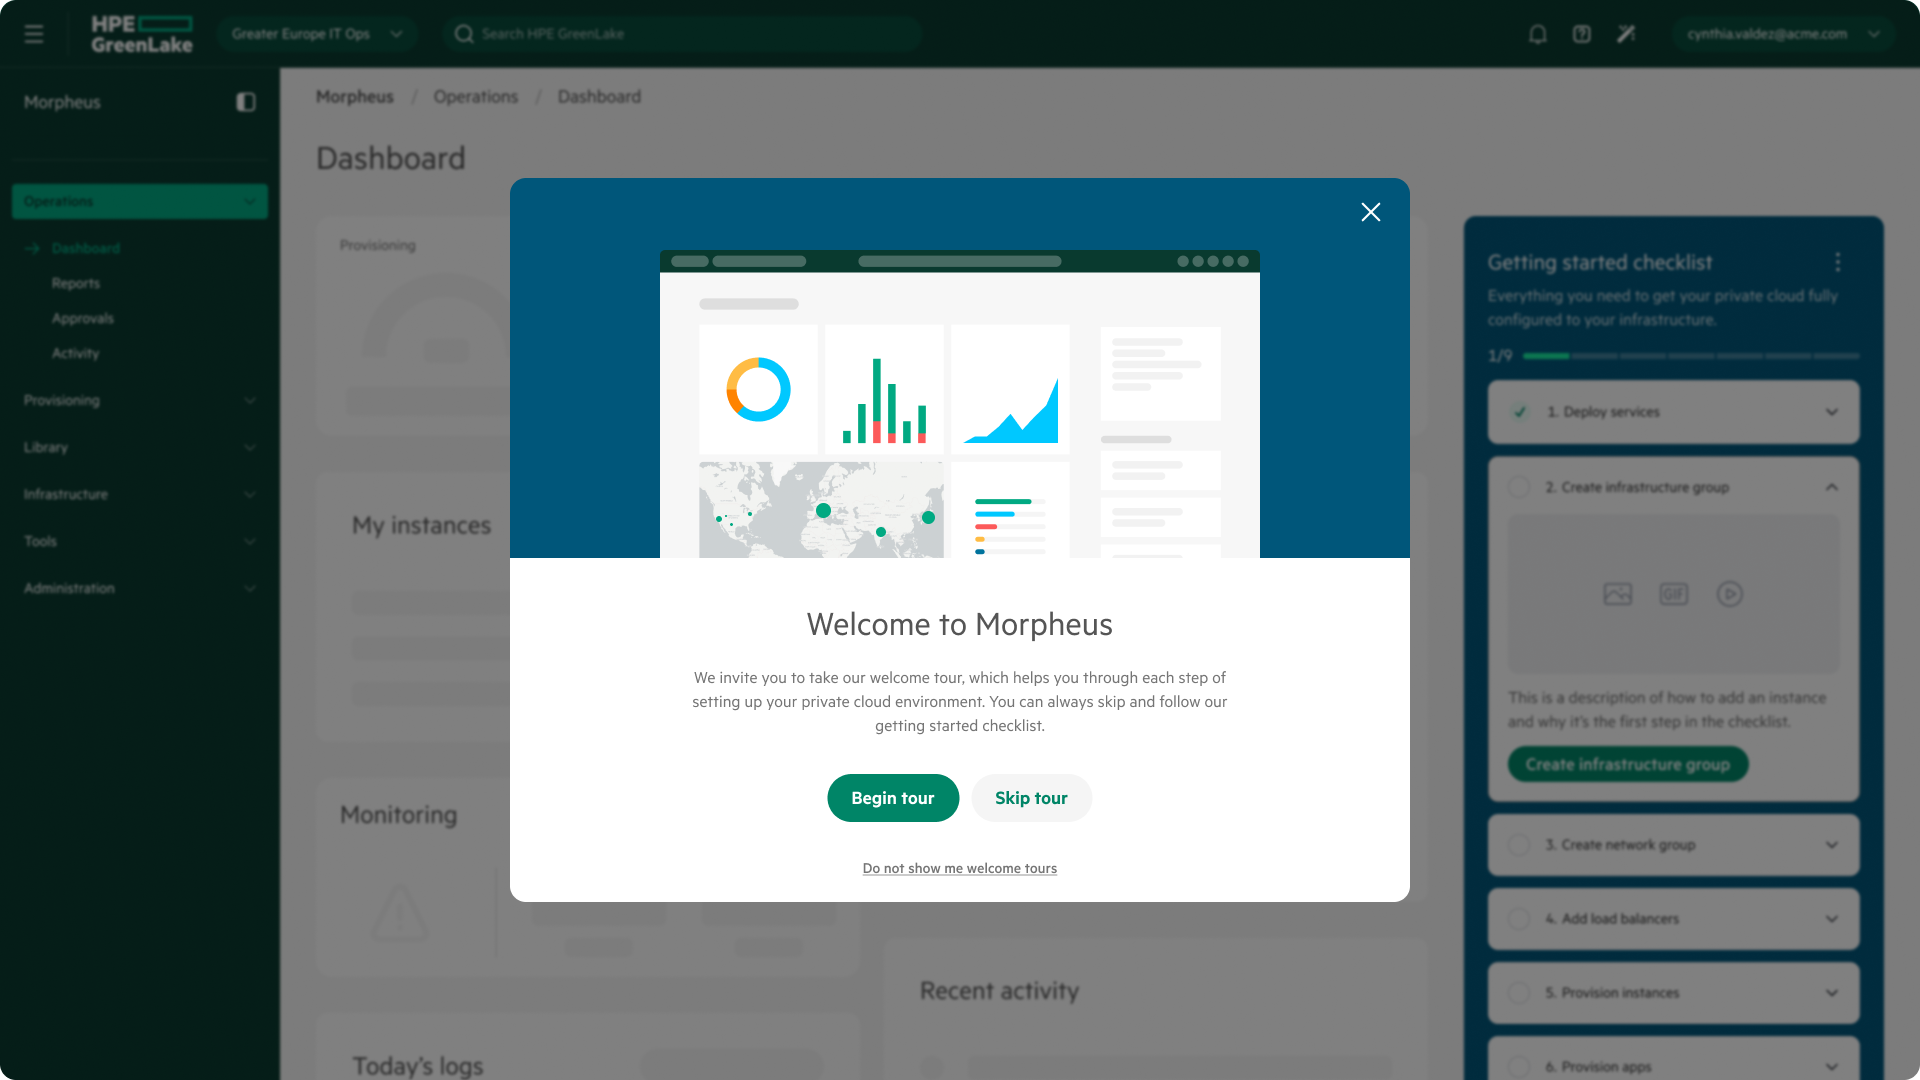 HPE
GreenLake
Greater Europe IT Ops
Search HPE GreenLake
cynthia.valdez@acme.com
Morpheus
Operations
Dashboard
Reports
Approvals
Activity
Provisioning
Library
Infrastructure
Tools
Administration
Morpheus / Operations / Dashboard
Dashboard
Provisioning
My instances
Monitoring
Today's logs
Recent activity
Welcome to Morpheus
We invite you to take our welcome tour, which helps you through each step of
setting up your private cloud environment. You can always skip and follow our
getting started checklist.
Begin tour
Skip tour
Do not show me welcome tours
Getting started checklist
Everything you need to get your private cloud fully
configured to your infrastructure.
1/9
1. Deploy services
2. Create infrastructure group
GIF
This is a description of how to add an instance
and why it's the first step in the checklist.
Create infrastructure group
3. Create network group
4. Add load balancers
5. Provision instances
6. Provision apps